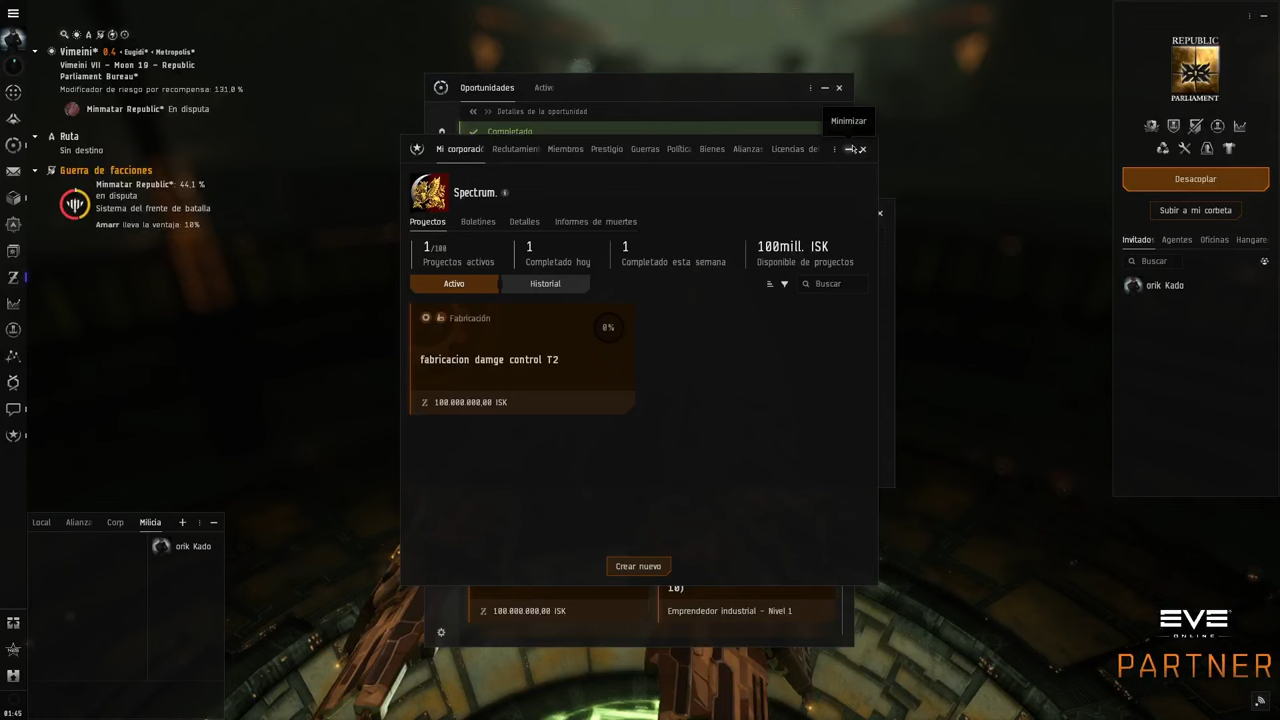 Vimeini* 0.4 • Eugidi* • Metropolis*
Vimeini VII - Moon 19 - Republic
Parliament Bureau*
Modificador de riesgo por recompensa: 131,0 %
Minmatar Republic* En disputa
Ruta
Sin destino
Guerra de facciones
Minmatar Republic*: 44,1 %
en disputa
Sistema del frente de batalla
Amarr lleva la ventaja: 10%
Oportunidades
Activo
Detalles de la oportunidad
Completado
Minimizar
Mi corporació
Reclutamien
Miembros
Prestigio
Guerras
Política
Bienes
Alianzas
Licencias de
Spectrum.
Proyectos
Boletines
Detalles
Informes de muertes
1/100
Proyectos activos
1
Completado hoy
1
Completado esta semana
100mill. ISK
Disponible de proyectos
Activo
Historial
Buscar
Fabricación
0%
fabricacion damge control T2
100.000.000,00 ISK
Crear nuevo
10)
100.000.000,00 ISK
Emprendedor industrial - Nivel 1
REPUBLIC
PARLIAMENT
Desacoplar
Subir a mi corbeta
Invitados
Agentes
Oficinas
Hangare
Buscar
orik Kado
Local
Alianza
Corp
Milicia
orik Kado
EVE
ONLINE
PARTNER
01:45